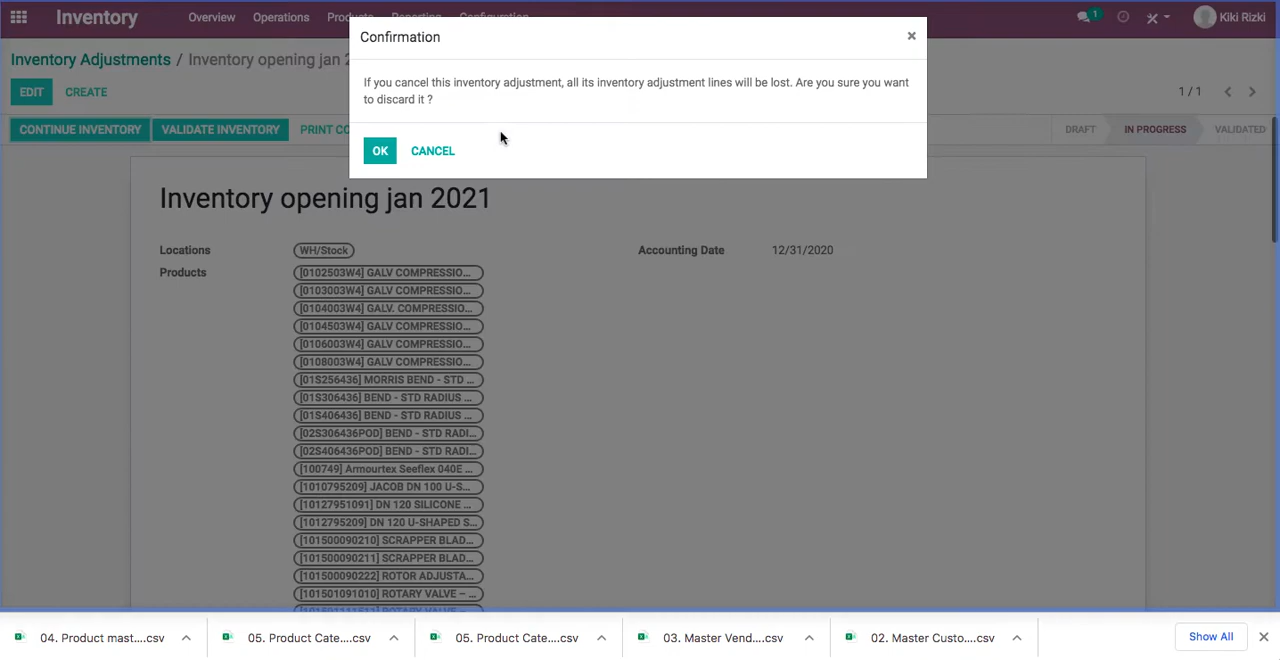 Inventory
Overview
Operations
Products
Reporting
Configuration
1
Kiki Rizki
Confirmation
×
Inventory Adjustments / Inventory opening jan 2
If you cancel this inventory adjustment, all its inventory adjustment lines will be lost. Are you sure you want
to discard it ?
EDIT
CREATE
1 / 1
CONTINUE INVENTORY
VALIDATE INVENTORY
PRINT CO
OK
CANCEL
DRAFT
IN PROGRESS
VALIDATED
Inventory opening jan 2021
Locations
WH/Stock
Accounting Date
12/31/2020
Products
[0102503W4] GALV COMPRESSIO...
[0103003W4] GALV COMPRESSIO...
[0104003W4] GALV. COMPRESSIO...
[0104503W4] GALV COMPRESSIO...
[0106003W4] GALV COMPRESSIO...
[0108003W4] GALV COMPRESSIO...
[01S256436] MORRIS BEND - STD ...
[01S306436] BEND - STD RADIUS ...
[01S406436] BEND - STD RADIUS ...
[02S306436POD] BEND - STD RADI...
[02S406436POD] BEND - STD RADI...
[100749] Armourtex Seeflex 040E ...
[1010795209] JACOB DN 100 U-S...
[10127951091] DN 120 SILICONE ...
[1012795209] DN 120 U-SHAPED S...
[101500090210] SCRAPPER BLAD...
[101500090211] SCRAPPER BLAD...
[101500090222] ROTOR ADJUSTA...
[101501091010] ROTARY VALVE – ...
04. Product mast....csv
05. Product Cate....csv
05. Product Cate....csv
03. Master Vend....csv
02. Master Custo....csv
Show All